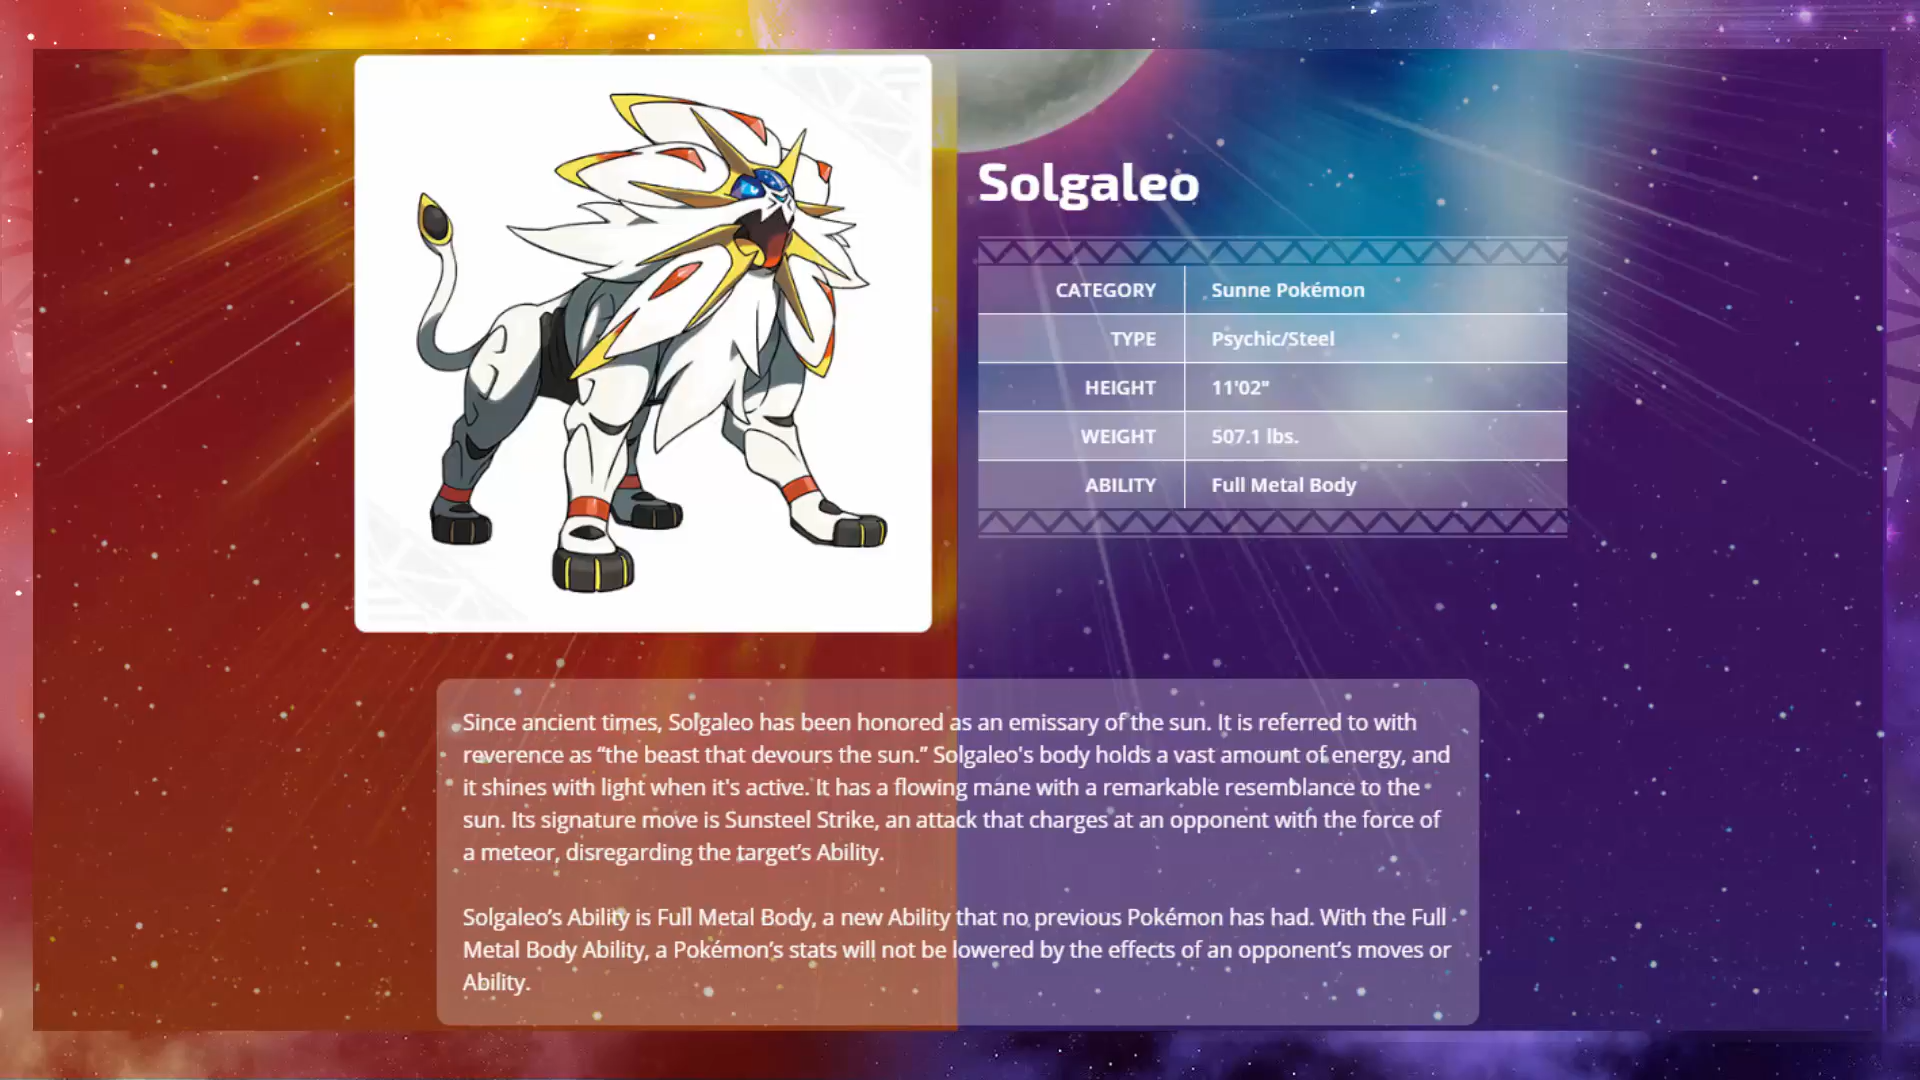 Solgaleo
CATEGORY Sunne Pokémon
TYPE Psychic/Steel
HEIGHT 11'02"
WEIGHT 507.1 lbs.
ABILITY Full Metal Body
Since ancient times, Solgaleo has been honored as an emissary of the sun. It is referred to with
reverence as “the beast that devours the sun.” Solgaleo's body holds a vast amount of energy, and
it shines with light when it's active. It has a flowing mane with a remarkable resemblance to the
sun. Its signature move is Sunsteel Strike, an attack that charges at an opponent with the force of
a meteor, disregarding the target’s Ability.
Solgaleo’s Ability is Full Metal Body, a new Ability that no previous Pokémon has had. With the Full
Metal Body Ability, a Pokémon’s stats will not be lowered by the effects of an opponent’s moves or
Ability.